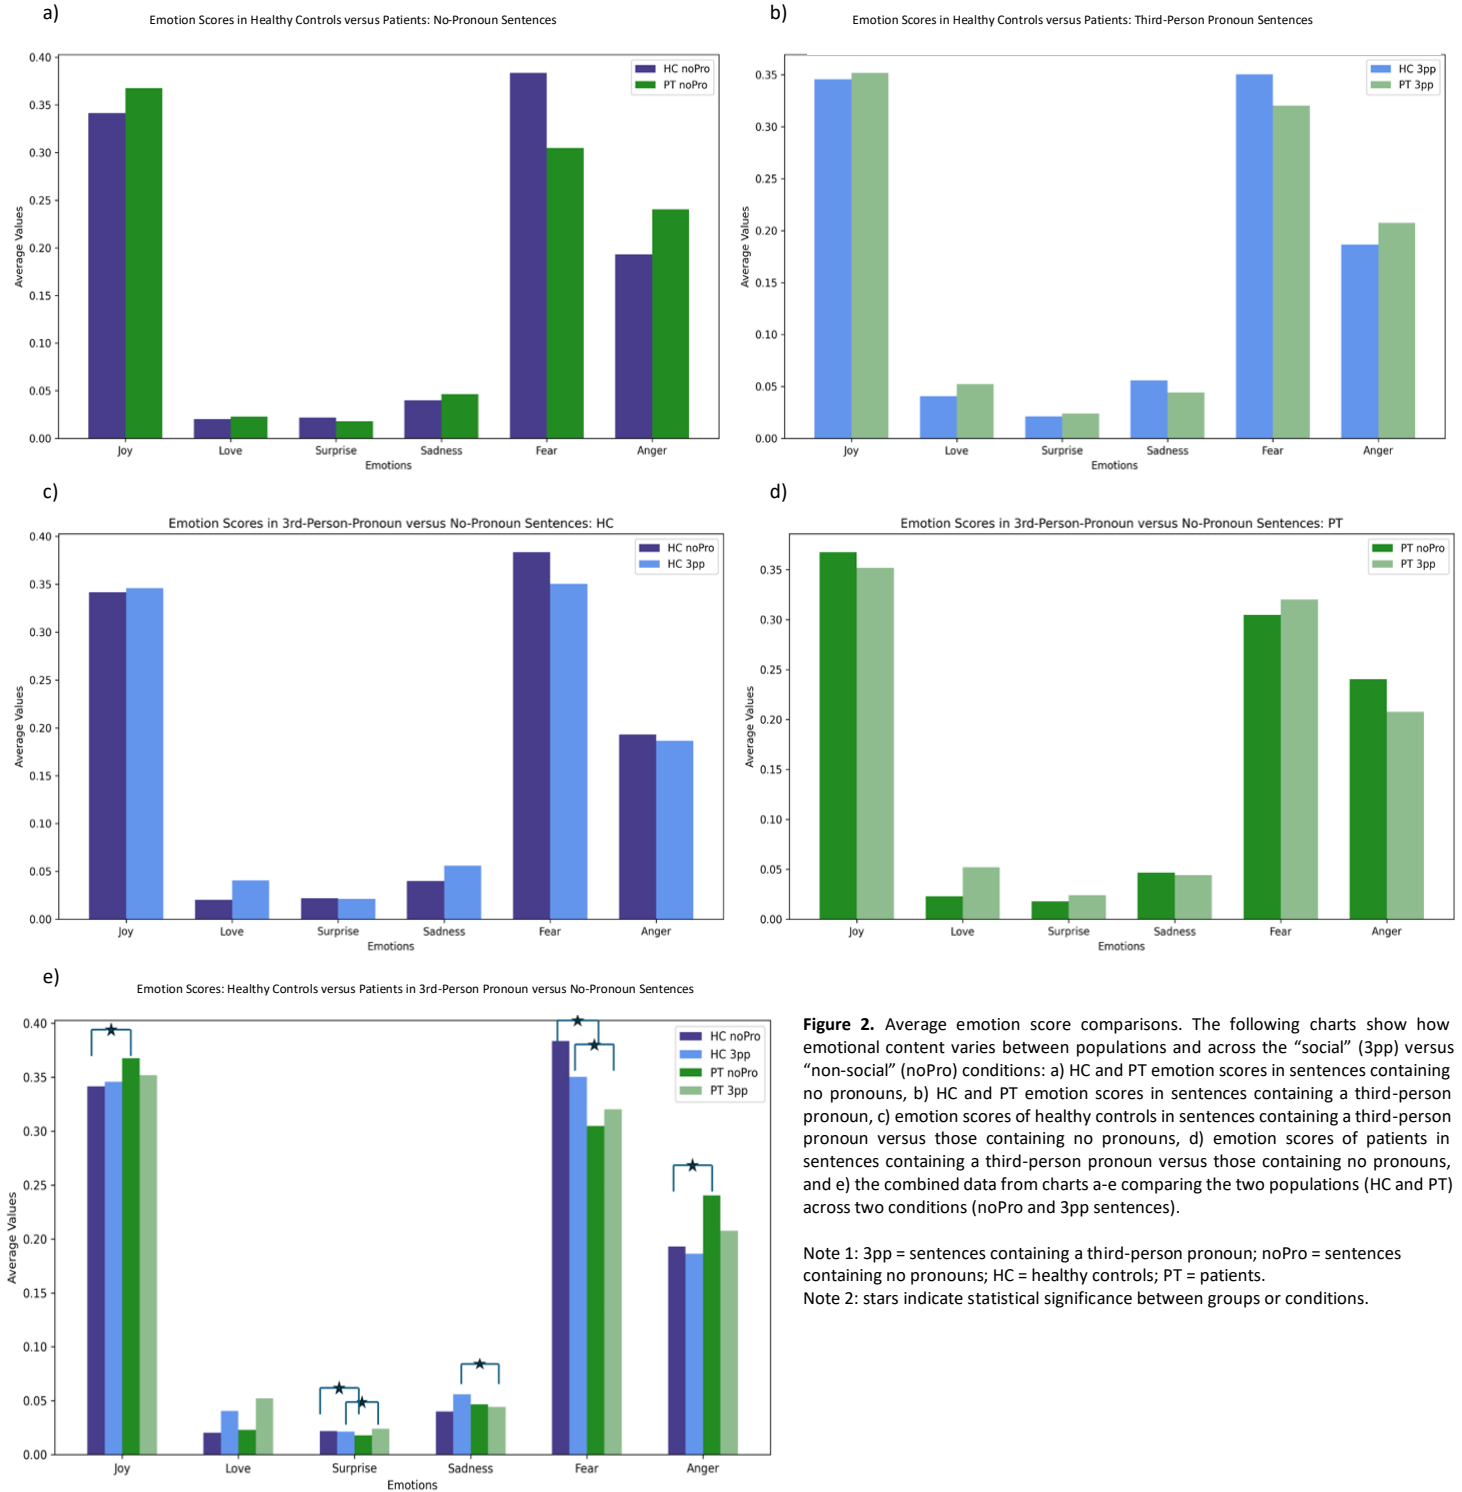 a)
Emotion Scores in Healthy Controls versus Patients: No-Pronoun Sentences
HC noPro
PT noPro
0.40
0.35
0.30
0.25
0.20
0.15
0.10
0.05
0.00
Average Values
Joy Love Surprise Sadness Fear Anger
Emotions
b)
Emotion Scores in Healthy Controls versus Patients: Third-Person Pronoun Sentences
HC 3pp
PT 3pp
0.35
0.30
0.25
0.20
0.15
0.10
0.05
0.00
Average Values
Joy Love Surprise Sadness Fear Anger
Emotions
c)
Emotion Scores in 3rd-Person-Pronoun versus No-Pronoun Sentences: HC
HC noPro
HC 3pp
0.40
0.35
0.30
0.25
0.20
0.15
0.10
0.05
0.00
Average Values
Joy Love Surprise Sadness Fear Anger
Emotions
d)
Emotion Scores in 3rd-Person-Pronoun versus No-Pronoun Sentences: PT
PT noPro
PT 3pp
0.35
0.30
0.25
0.20
0.15
0.10
0.05
0.00
Average Values
Joy Love Surprise Sadness Fear Anger
Emotions
e)
Emotion Scores: Healthy Controls versus Patients in 3rd-Person Pronoun versus No-Pronoun Sentences
HC noPro
HC 3pp
PT noPro
PT 3pp
0.40
0.35
0.30
0.25
0.20
0.15
0.10
0.05
0.00
Average Values
Joy Love Surprise Sadness Fear Anger
Emotions
Figure 2. Average emotion score comparisons. The following charts show how
emotional content varies between populations and across the “social” (3pp) versus
“non-social” (noPro) conditions: a) HC and PT emotion scores in sentences containing
no pronouns, b) HC and PT emotion scores in sentences containing a third-person
pronoun, c) emotion scores of healthy controls in sentences containing a third-person
pronoun versus those containing no pronouns, d) emotion scores of patients in
sentences containing a third-person pronoun versus those containing no pronouns,
and e) the combined data from charts a-e comparing the two populations (HC and PT)
across two conditions (noPro and 3pp sentences).
Note 1: 3pp = sentences containing a third-person pronoun; noPro = sentences
containing no pronouns; HC = healthy controls; PT = patients.
Note 2: stars indicate statistical significance between groups or conditions.